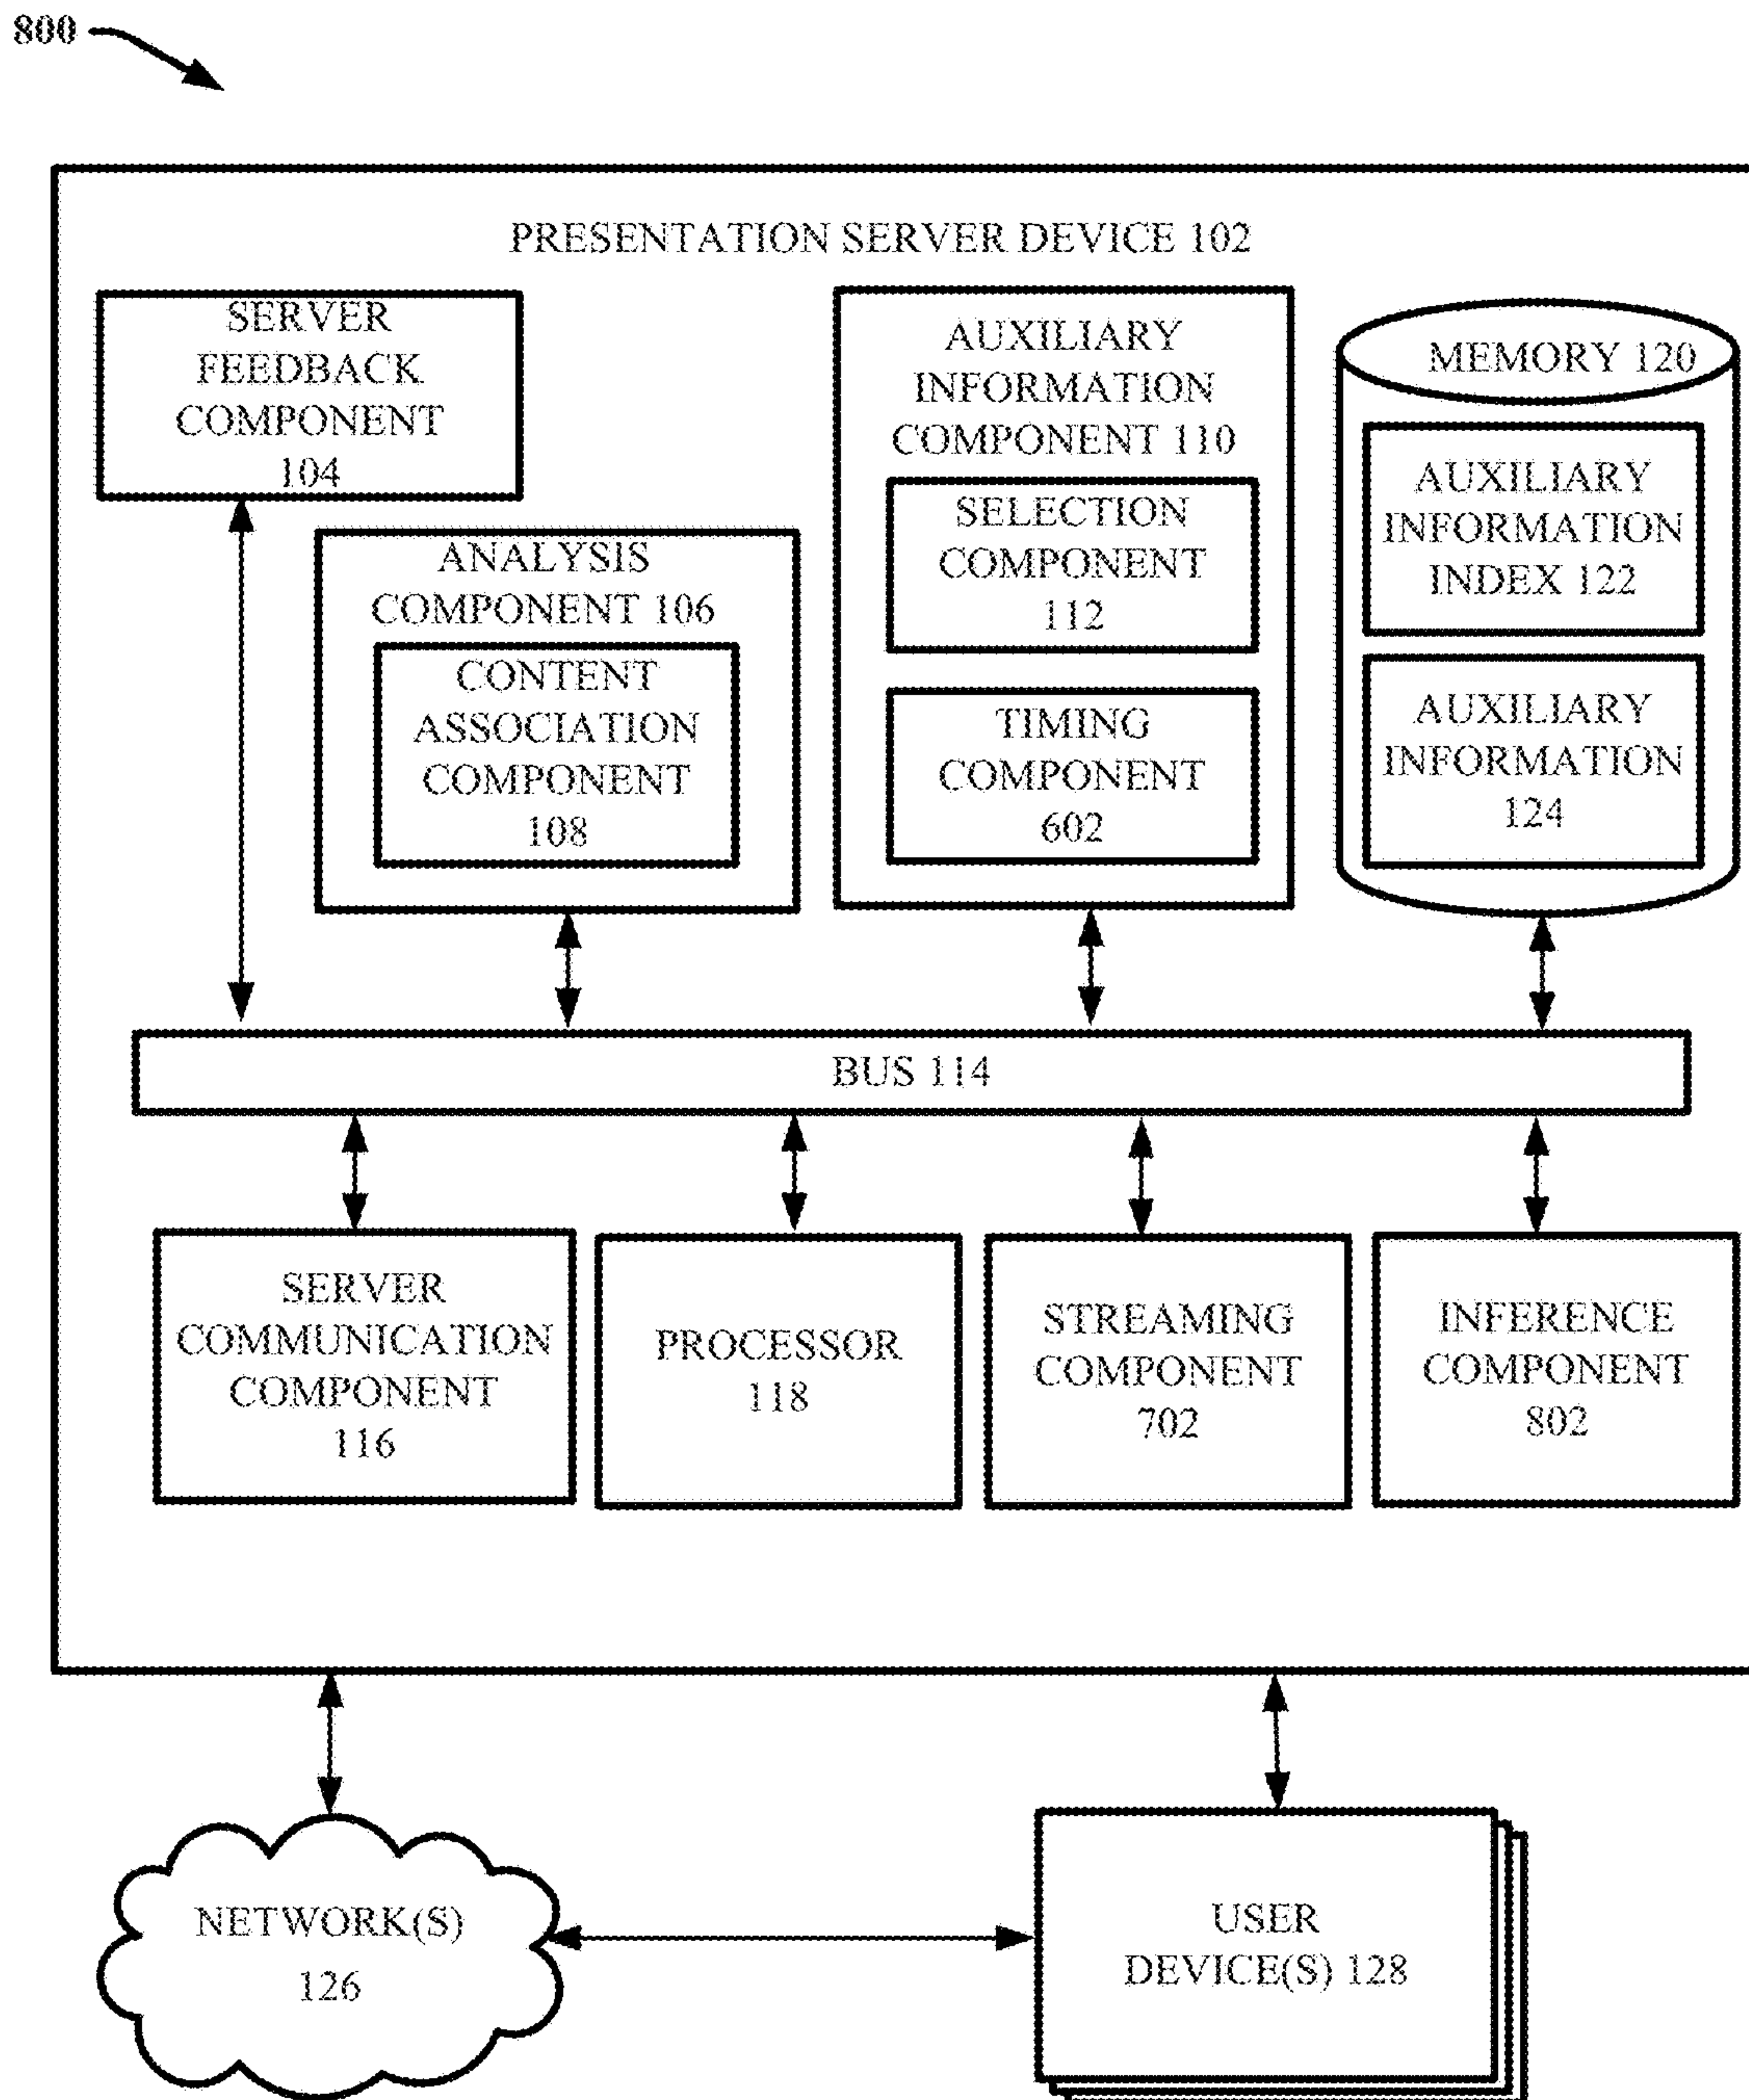 800
PRESENTATION SERVER DEVICE 102
SERVER
FEEDBACK
COMPONENT
104
ANALYSIS
COMPONENT 106
CONTENT
ASSOCIATION
COMPONENT
108
AUXILIARY
INFORMATION
COMPONENT 110
SELECTION
COMPONENT
112
TIMING
COMPONENT
602
MEMORY 120
AUXILIARY
INFORMATION
INDEX 122
AUXILIARY
INFORMATION
124
BUS 114
SERVER
COMMUNICATION
COMPONENT
116
PROCESSOR
118
STREAMING
COMPONENT
702
INFERENCE
COMPONENT
802
NETWORK(S)
126
USER
DEVICE(S) 128